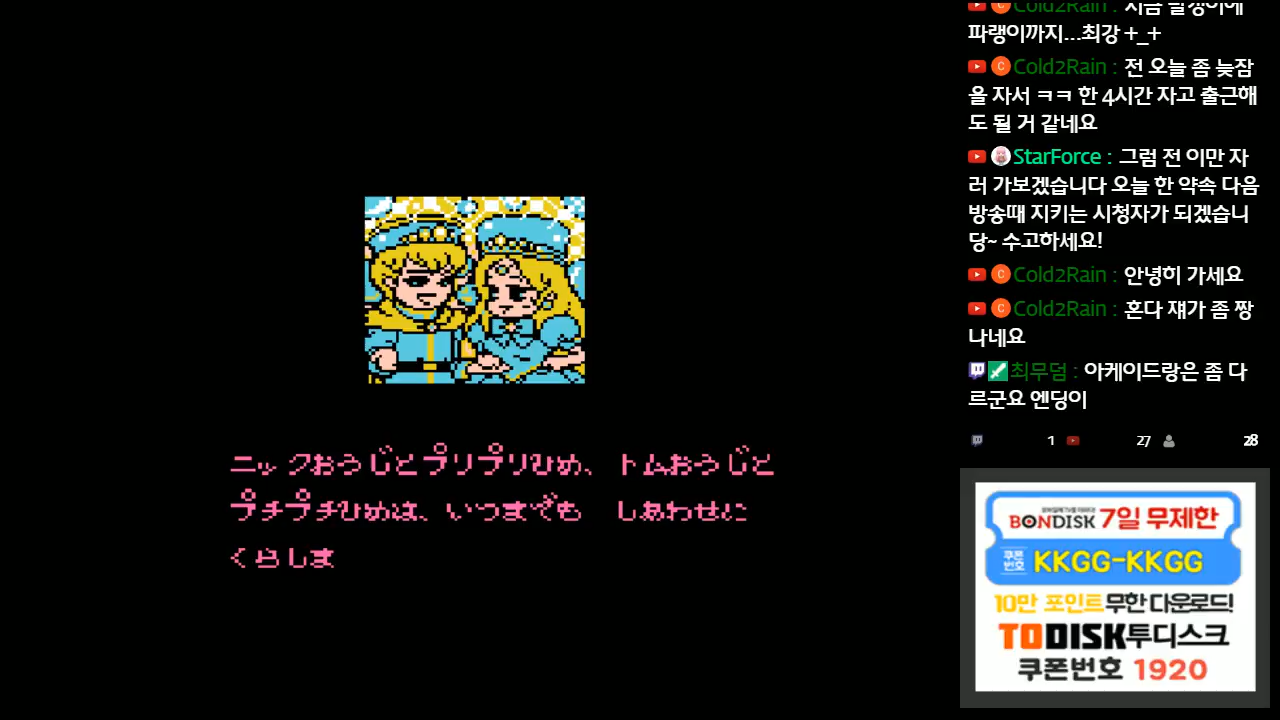 ニックおうじとプリプリひめ、トムおうじと
プチプチひめは、いつまでも しあわせに
くらしま
Cold2Rain : 지금 빨갱이에
파랭이까지...최강 +_+
Cold2Rain : 전 오늘 좀 늦잠
을 자서 ㅋㅋ 한 4시간 자고 출근해
도 될 거 같네요
StarForce : 그럼 전 이만 자
러 가보겠습니다 오늘 한 약속 다음
방송때 지키는 시청자가 되겠습니
당~ 수고하세요!
Cold2Rain : 안녕히 가세요
Cold2Rain : 혼다 쟤가 좀 짱
나네요
최무덤 : 아케이드랑은 좀 다
르군요 엔딩이
1 27 28
BONDISK 7일 무제한
쿠폰
번호 KKGG-KKGG
10만 포인트 무한 다운로드!
TODISK투디스크
쿠폰번호 1920